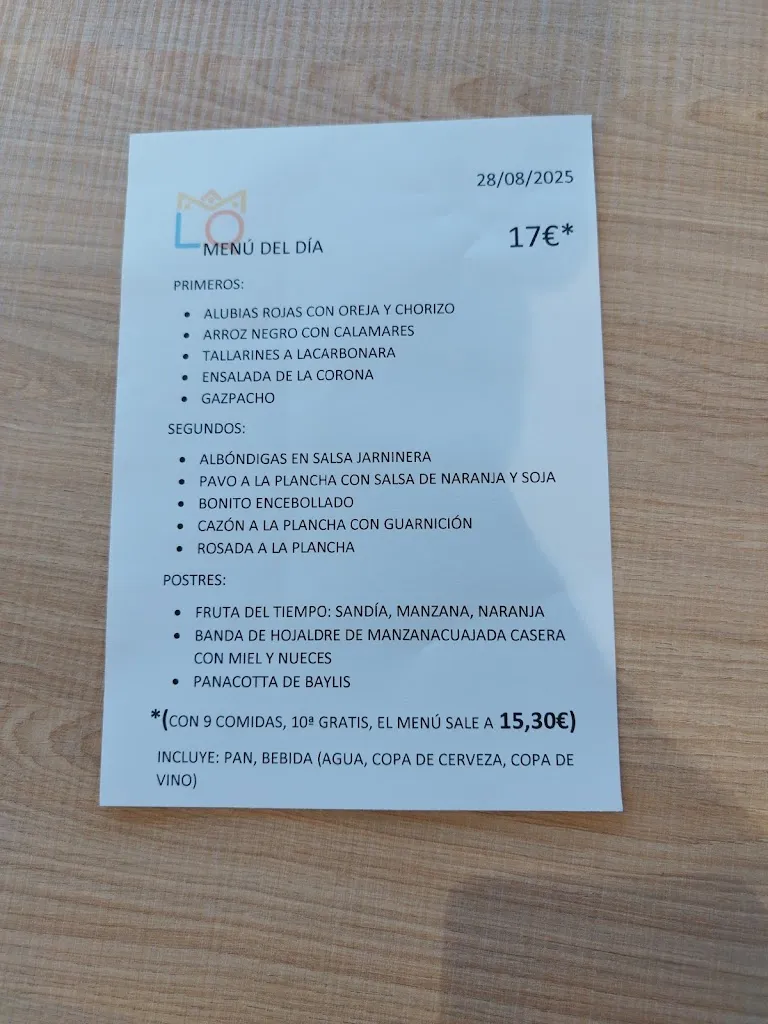 28/08/2025
LO
MENÚ DEL DÍA
17€*
PRIMEROS:
• ALUBIAS ROJAS CON OREJA Y CHORIZO
• ARROZ NEGRO CON CALAMARES
• TALLARINES A LACARBONARA
• ENSALADA DE LA CORONA
• GAZPACHO
SEGUNDOS:
• ALBÓNDIGAS EN SALSA JARNINERA
• PAVO A LA PLANCHA CON SALSA DE NARANJA Y SOJA
• BONITO ENCEBOLLADO
• CAZÓN A LA PLANCHA CON GUARNICIÓN
• ROSADA A LA PLANCHA
POSTRES:
• FRUTA DEL TIEMPO: SANDÍA, MANZANA, NARANJA
• BANDA DE HOJALDRE DE MANZANACUAJADA CASERA
CON MIEL Y NUECES
• PANACOTTA DE BAYLIS
*(CON 9 COMIDAS, 10ª GRATIS, EL MENÚ SALE A 15,30€)
INCLUYE: PAN, BEBIDA (AGUA, COPA DE CERVEZA, COPA DE
VINO)